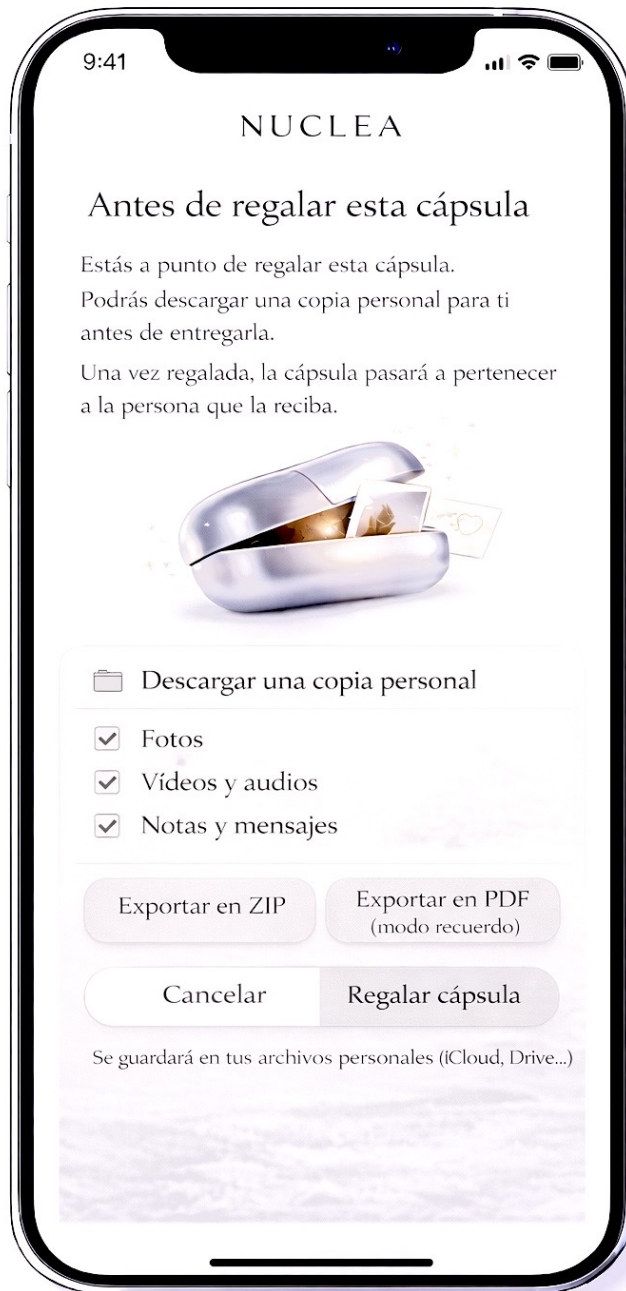 9:41
NUCLEA
Antes de regalar esta cápsula
Estás a punto de regalar esta cápsula.
Podrás descargar una copia personal para ti
antes de entregarla.
Una vez regalada, la cápsula pasará a pertenecer
a la persona que la reciba.
Descargar una copia personal
Fotos
Vídeos y audios
Notas y mensajes
Exportar en ZIP
Exportar en PDF
(modo recuerdo)
Cancelar
Regalar cápsula
Se guardará en tus archivos personales (iCloud, Drive...)